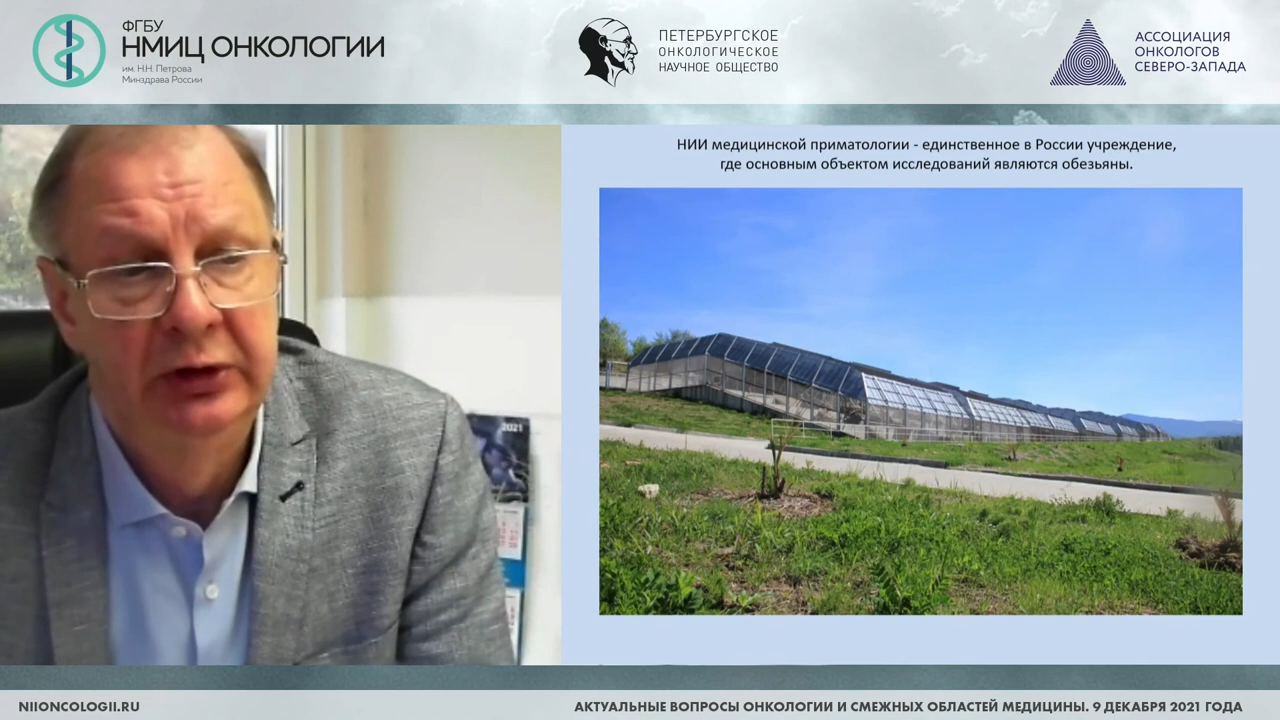 ФГБУ
НМИЦ ОНКОЛОГИИ
им. Н.Н. Петрова
Минздрава России
ПЕТЕРБУРГСКОЕ
ОНКОЛОГИЧЕСКОЕ
НАУЧНОЕ ОБЩЕСТВО
АССОЦИАЦИЯ
ОНКОЛОГОВ
СЕВЕРО-ЗАПАДА
НИИ медицинской приматологии - единственное в России учреждение,
где основным объектом исследований являются обезьяны.
2021
NIIONCOLOGII.RU
АКТУАЛЬНЫЕ ВОПРОСЫ ОНКОЛОГИИ И СМЕЖНЫХ ОБЛАСТЕЙ МЕДИЦИНЫ. 9 ДЕКАБРЯ 2021 ГОДА